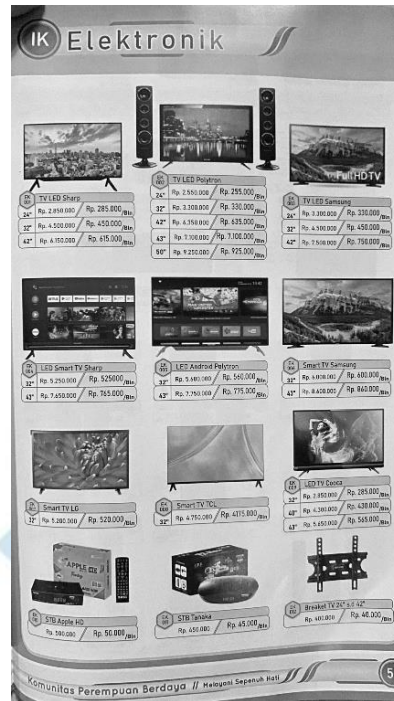 IK Elektronik
TV LED Sharp
24" Rp. 2.850.000 / Rp. 285.000/Bln
32" Rp. 4.500.000 / Rp. 450.000/Bln
42" Rp. 6.150.000 / Rp. 615.000/Bln
TV LED Polytron
24" Rp. 2.550.000 / Rp. 255.000/Bln
32" Rp. 3.300.000 / Rp. 330.000/Bln
42" Rp. 6.350.000 / Rp. 635.000/Bln
43" Rp. 7.100.000 / Rp. 7.100.000/Bln
50" Rp. 9.250.000 / Rp. 925.000/Bln
Full HDTV
TV LED Samsung
24" Rp. 3.300.000 / Rp. 330.000/Bln
32" Rp. 4.500.000 / Rp. 450.000/Bln
42" Rp. 7.500.000 / Rp. 750.000/Bln
LED Smart TV Sharp
32" Rp. 5.250.000 / Rp. 525000/Bln
43" Rp. 7.650.000 / Rp. 765.000/Bln
LED Android Polytron
32" Rp. 5.600.000 / Rp. 560.000/Bln
43" Rp. 7.750.000 / Rp. 775.000/Bln
Smart TV Samsung
32" Rp. 6.000.000 / Rp. 600.000/Bln
43" Rp. 8.600.000 / Rp. 860.000/Bln
Smart TV LG
32" Rp. 5.200.000 / Rp. 520.000/Bln
Smart TV TCL
32" Rp. 4.750.000 / Rp. 4115.000/Bln
LED TV Cooca
32" Rp. 2.850.000 / Rp. 285.000/Bln
40" Rp. 4.300.000 / Rp. 430.000/Bln
43" Rp. 5.650.000 / Rp. 565.000/Bln
APPLE HD
STB Apple HD
Rp. 500.000 / Rp. 50.000/Bln
STB Tanaka
Rp. 450.000 / Rp. 45.000/Bln
Breaket TV 24" s.d 42"
Rp. 400.000 / Rp. 40.000/Bln
Komunitas Perempuan Berdaya // Melayani Sepenuh Hati
5